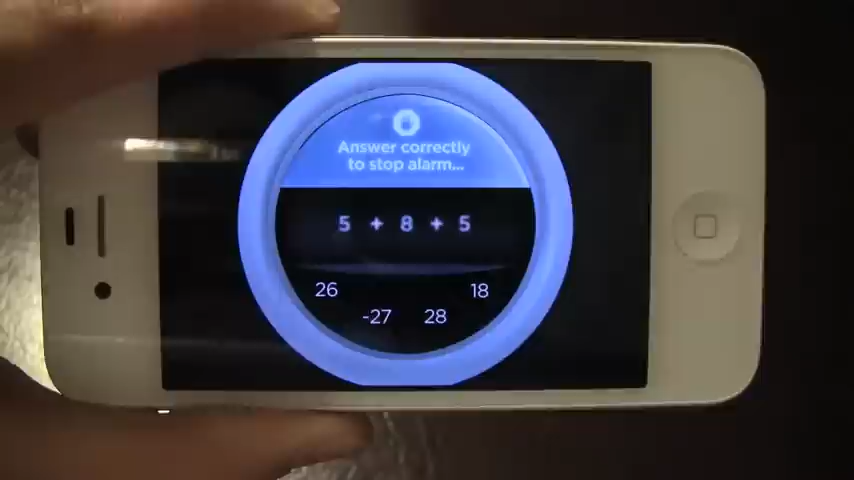 Answer correctly
to stop alarm...
5 + 8 + 5
26 18
-27 28